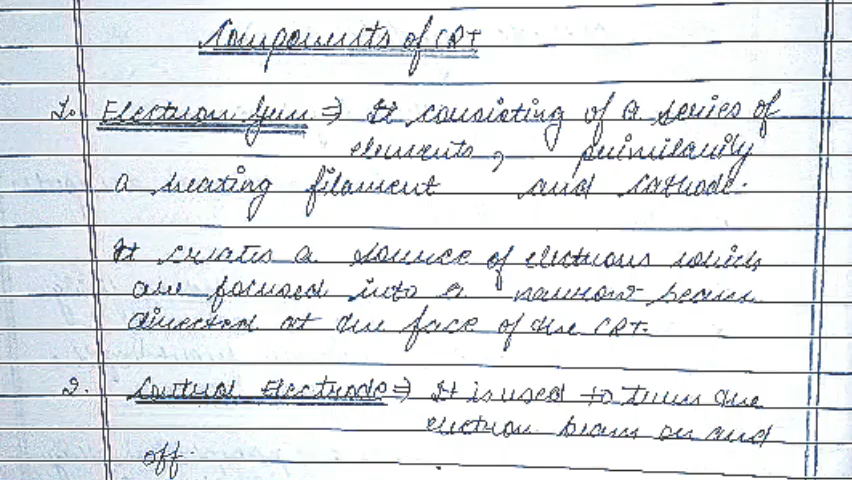 Components of CRT
1. Electron Gun ⇒ It consisting of a series of
elements, primilarily
a heating filament and cathode.
It creates a source of electrons which
are focused into a narrow beam
directed at the face of the CRT.
2. Control Electrode ⇒ It is used to turn the
electron beam on and
off.